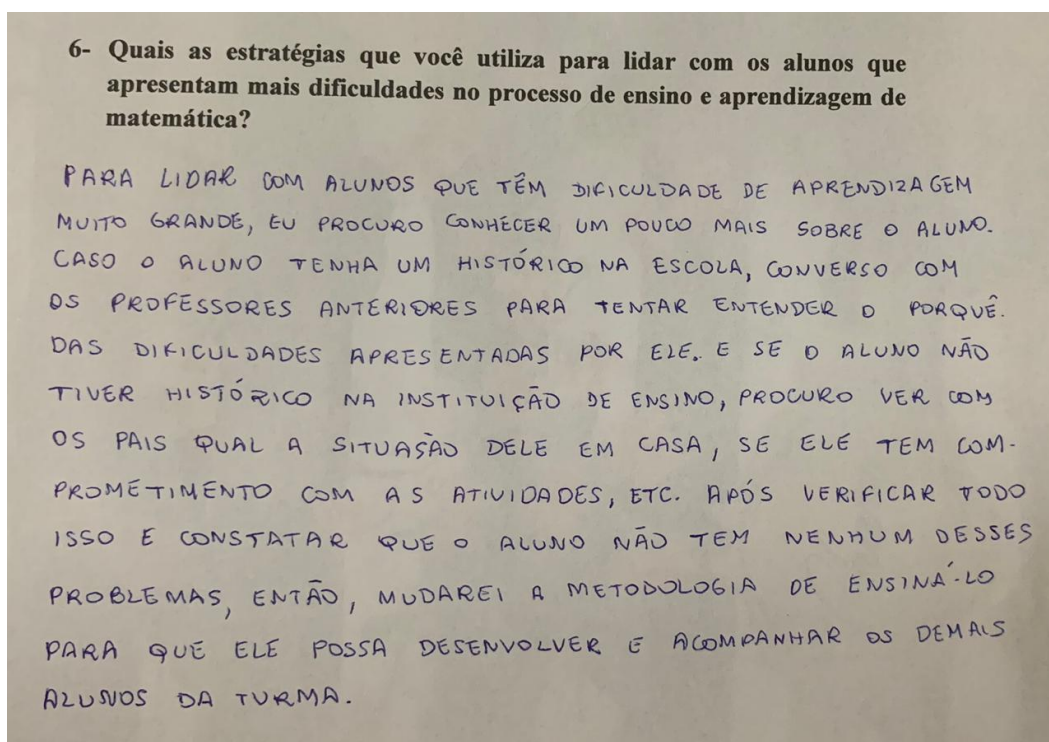 6- Quais as estratégias que você utiliza para lidar com os alunos que
apresentam mais dificuldades no processo de ensino e aprendizagem de
matemática?
PARA LIDAR COM ALUNOS QUE TÊM DIFICULDADE DE APRENDIZAGEM
MUITO GRANDE, EU PROCURO CONHECER UM POUCO MAIS SOBRE O ALUNO.
CASO O ALUNO TENHA UM HISTÓRICO NA ESCOLA, CONVERSO COM
OS PROFESSORES ANTERIORES PARA TENTAR ENTENDER O PORQUÊ.
DAS DIFICULDADES APRESENTADAS POR ELE. E SE O ALUNO NÃO
TIVER HISTÓRICO NA INSTITUIÇÃO DE ENSINO, PROCURO VER COM
OS PAIS QUAL A SITUAÇÃO DELE EM CASA, SE ELE TEM COM-
PROMETIMENTO COM AS ATIVIDADES, ETC. APÓS VERIFICAR TODO
ISSO E CONSTATAR QUE O ALUNO NÃO TEM NENHUM DESSES
PROBLEMAS, ENTÃO, MUDAREI A METODOLOGIA DE ENSINÁ-LO
PARA QUE ELE POSSA DESENVOLVER E ACOMPANHAR OS DEMAIS
ALUNOS DA TURMA.